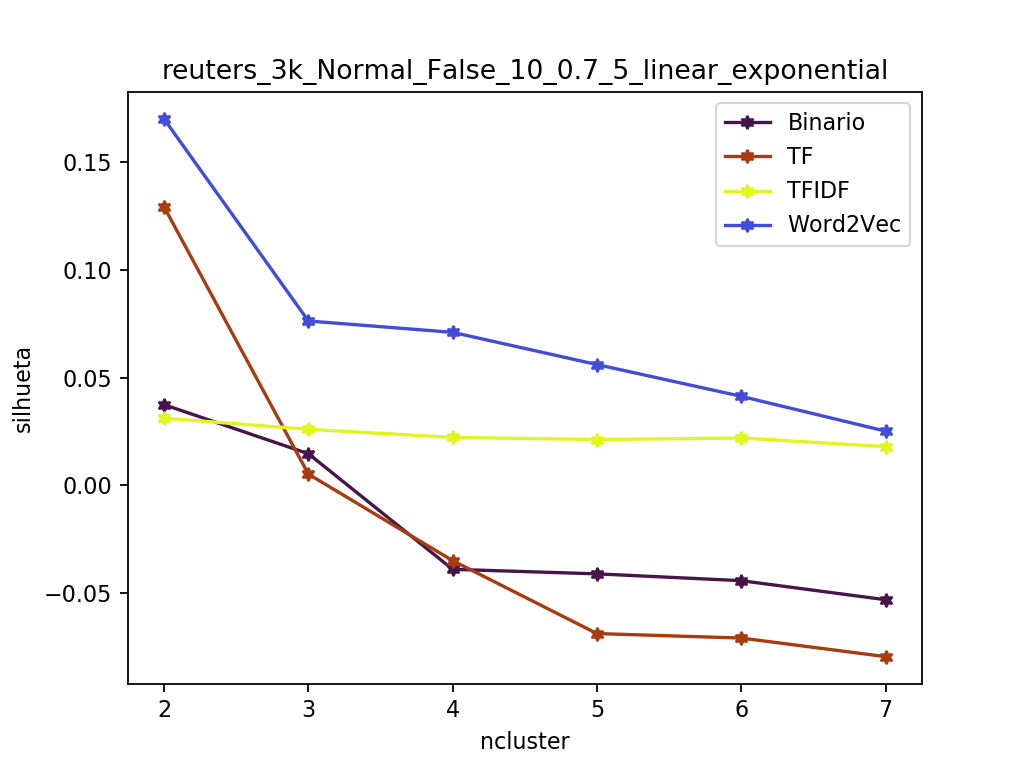 reuters_3k_Normal_False_10_0.7_5_linear_exponential
Binario
TF
TFIDF
Word2Vec
silhueta
0.15
0.10
0.05
0.00
−0.05
2 3 4 5 6 7
ncluster